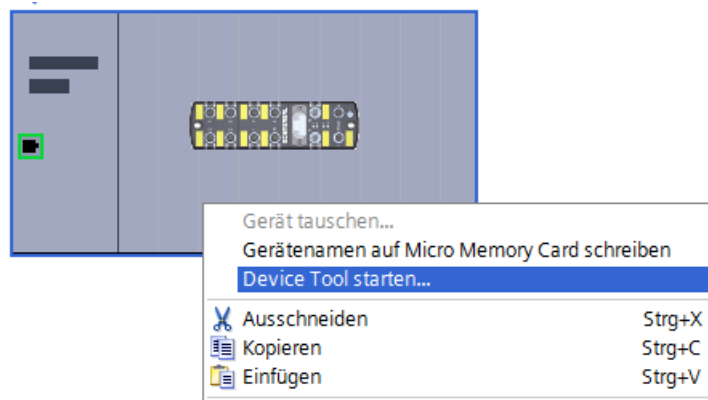 Gerät tauschen...
Gerätenamen auf Micro Memory Card schreiben
Device Tool starten...
Ausschneiden Strg+X
Kopieren Strg+C
Einfügen Strg+V